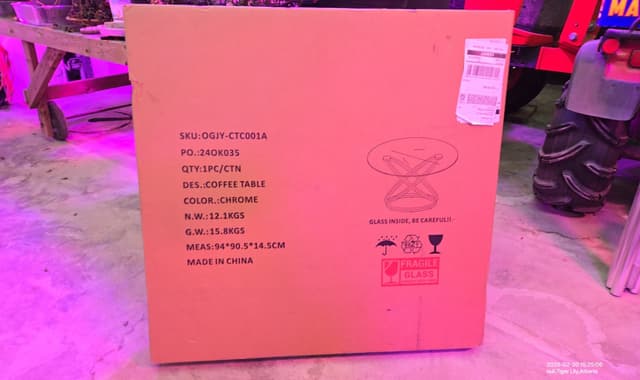 SKU:OGJY-CTC001A
PO.:24OK035
QTY:1PC/CTN
DES.:COFFEE TABLE
COLOR.:CHROME
N.W.:12.1KGS
G.W.:15.8KGS
MEAS:94*90.5*14.5CM
MADE IN CHINA
GLASS INSIDE, BE CAREFUL!!
FRAGILE
GLASS
MA